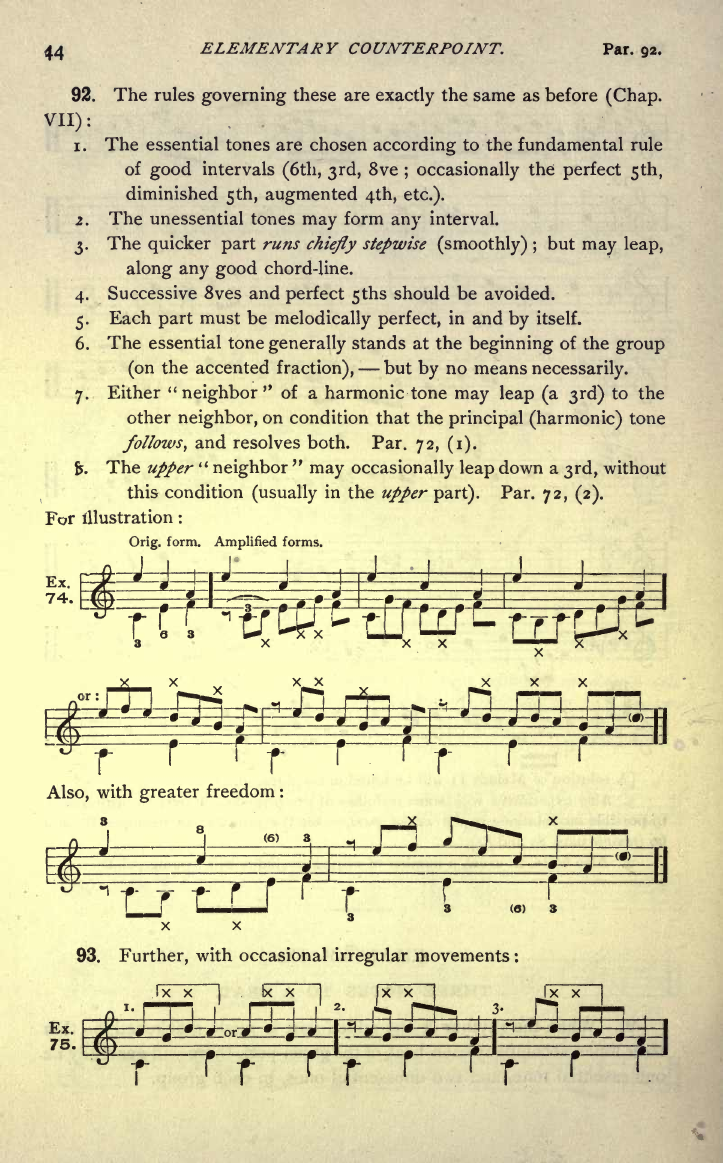 44 ELEMENTARY COUNTERPOINT. Par. 92.
92. The rules governing these are exactly the same as before (Chap.
VII) :
1. The essential tones are chosen according to the fundamental rule
of good intervals (6th, 3rd, 8ve ; occasionally the perfect 5th,
diminished 5th, augmented 4th, etc.).
2. The unessential tones may form any interval.
3. The quicker part runs chiefly stepwise (smoothly) ; but may leap,
along any good chord-line.
4. Successive 8ves and perfect 5ths should be avoided.
5. Each part must be melodically perfect, in and by itself.
6. The essential tone generally stands at the beginning of the group
(on the accented fraction), — but by no means necessarily.
7. Either “ neighbor ” of a harmonic tone may leap (a 3rd) to the
other neighbor, on condition that the principal (harmonic) tone
follows, and resolves both. Par. 72, (1).
8. The upper “ neighbor ” may occasionally leap down a 3rd, without
this condition (usually in the upper part). Par. 72, (2).
For illustration :
Orig. form. Amplified forms.
Ex.
74.
3
3 6 3
x x x x x x x x
x x x x x x x x x
or :
Also, with greater freedom :
3 8 (6) 3 x x
x x 3 3 (6) 3
93. Further, with occasional irregular movements :
x x x x x x x x
1. or 2. 3.
Ex.
75.